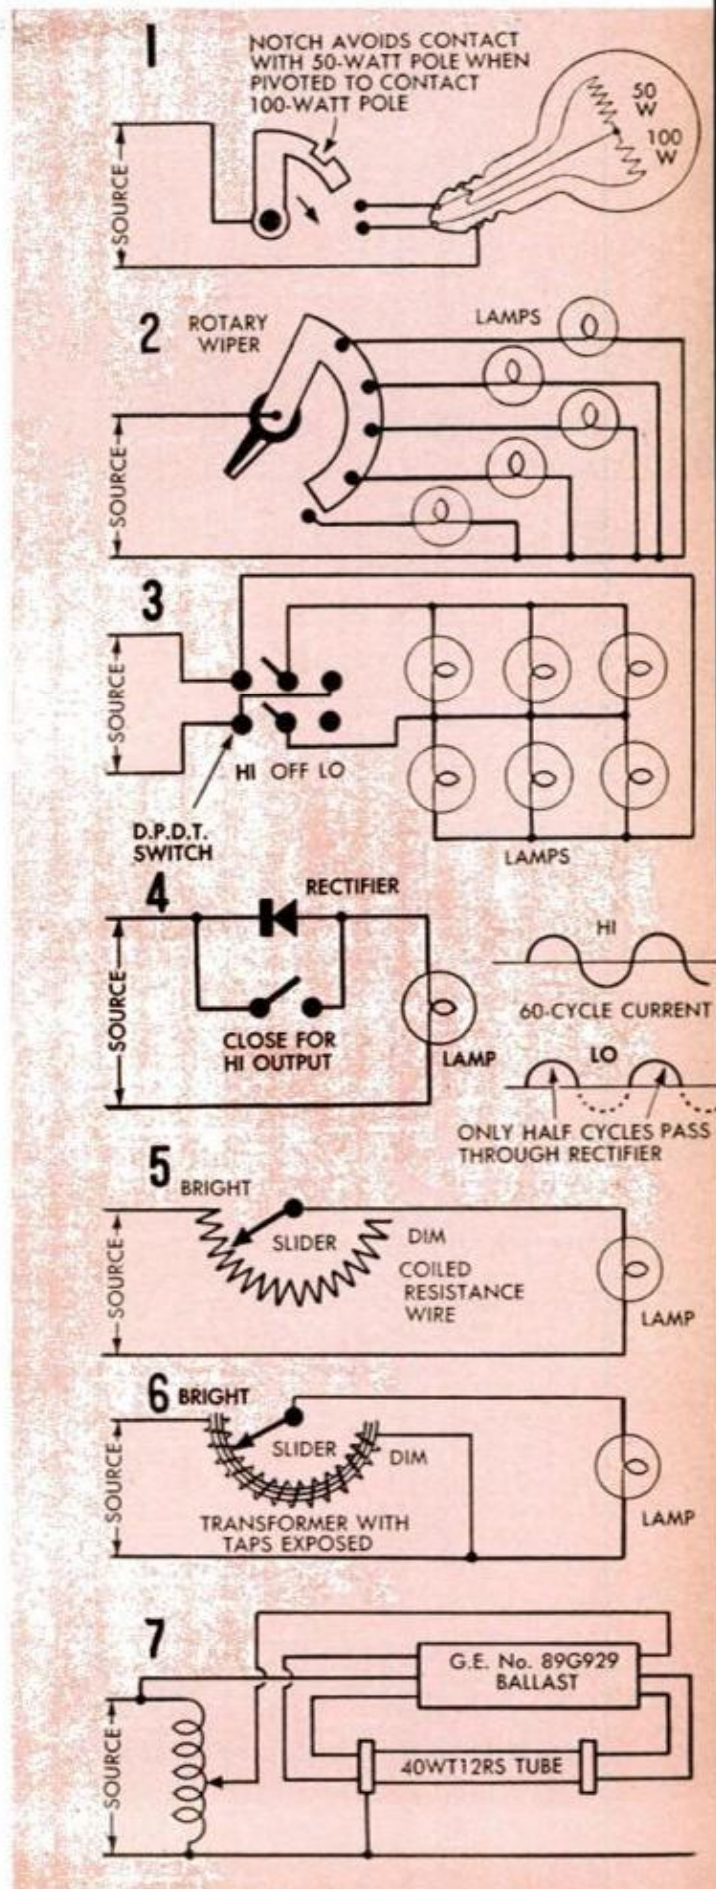 1
NOTCH AVOIDS CONTACT
WITH 50-WATT POLE WHEN
PIVOTED TO CONTACT
100-WATT POLE
50
W
100
W
SOURCE
2
ROTARY
WIPER
LAMPS
SOURCE
3
SOURCE
HI OFF LO
D.P.D.T.
SWITCH
LAMPS
4
RECTIFIER
SOURCE
CLOSE FOR
HI OUTPUT
LAMP
HI
60-CYCLE CURRENT
LO
ONLY HALF CYCLES PASS
THROUGH RECTIFIER
5
BRIGHT
SLIDER
DIM
COILED
RESISTANCE
WIRE
SOURCE
LAMP
6
BRIGHT
SLIDER
DIM
SOURCE
TRANSFORMER WITH
TAPS EXPOSED
LAMP
7
G.E. No. 89G929
BALLAST
SOURCE
40WT12RS TUBE